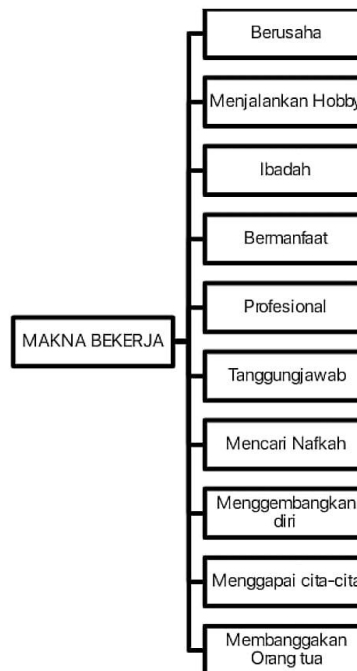 Berusaha
Menjalankan Hobby
Ibadah
Bermanfaat
Profesional
MAKNA BEKERJA
Tanggungjawab
Mencari Nafkah
Menggembangkan
diri
Menggapai cita-cita
Membanggakan
Orang tua